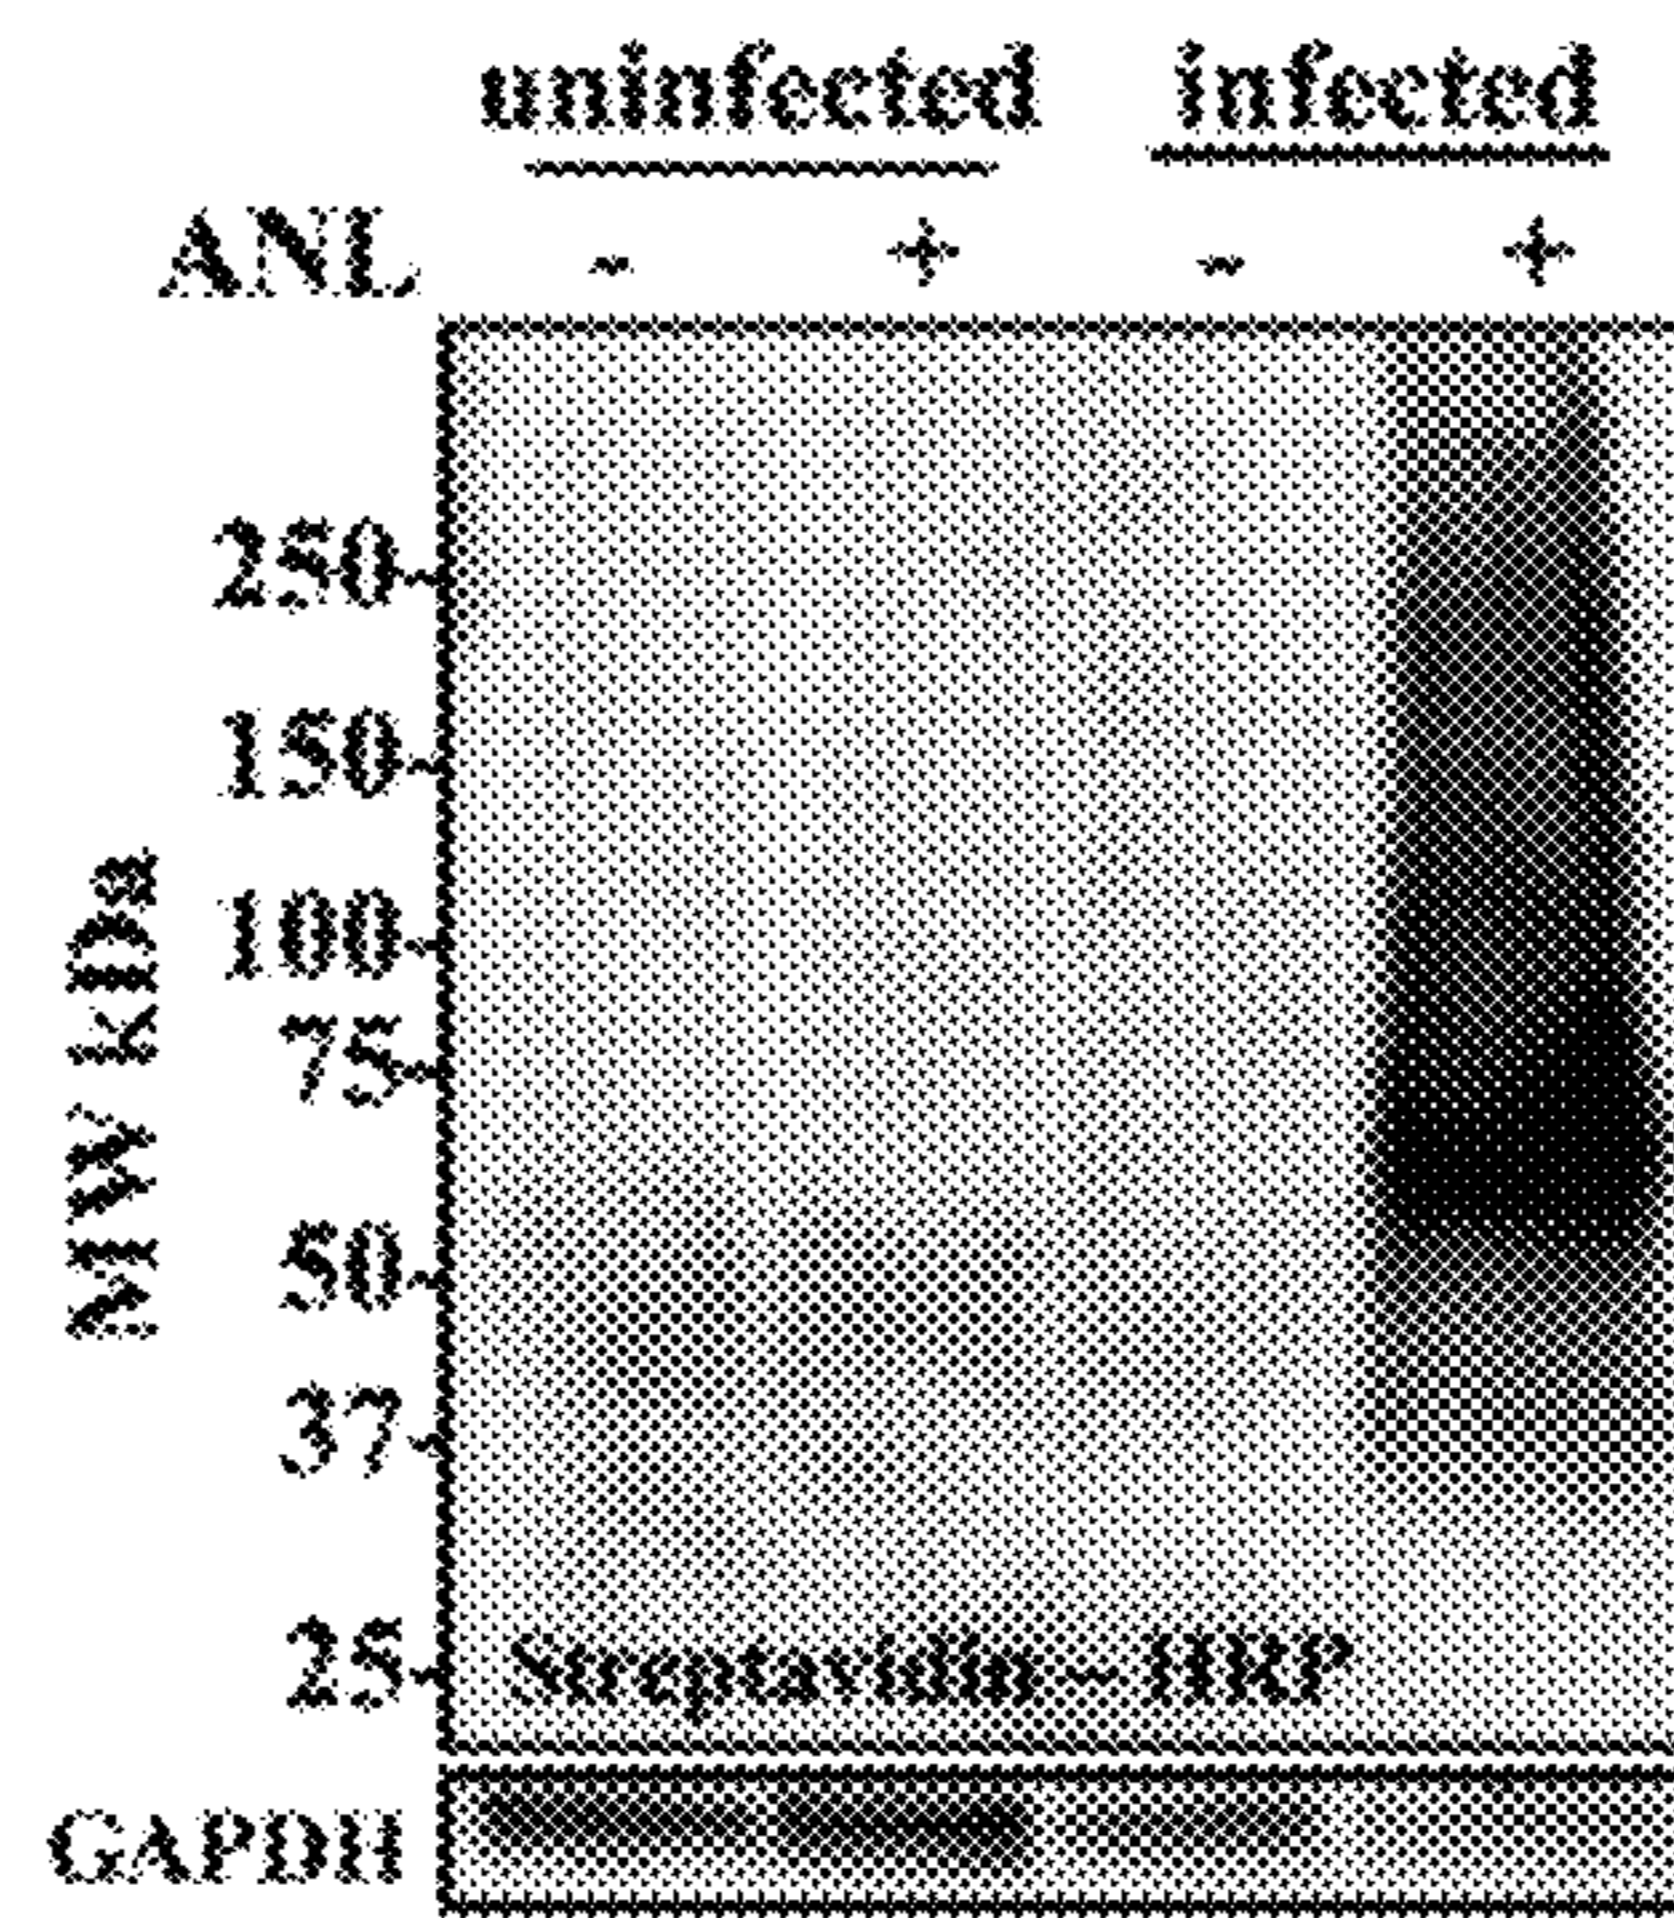 uninfected infected
ANL - + - +
250
150
100
75
50
37
25
MW kDa
Streptavidin - HRP
GAPDH